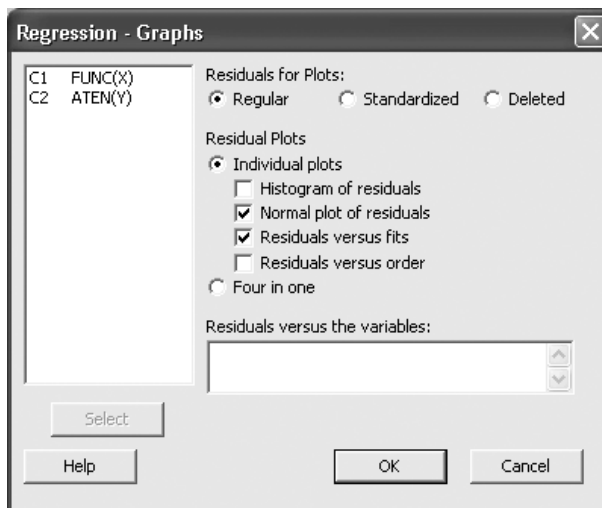 Regression - Graphs
C1 FUNC(X)
C2 ATEN(Y)
Residuals for Plots:
Regular Standardized Deleted
Residual Plots
Individual plots
Histogram of residuals
Normal plot of residuals
Residuals versus fits
Residuals versus order
Four in one
Residuals versus the variables:
Select
Help OK Cancel